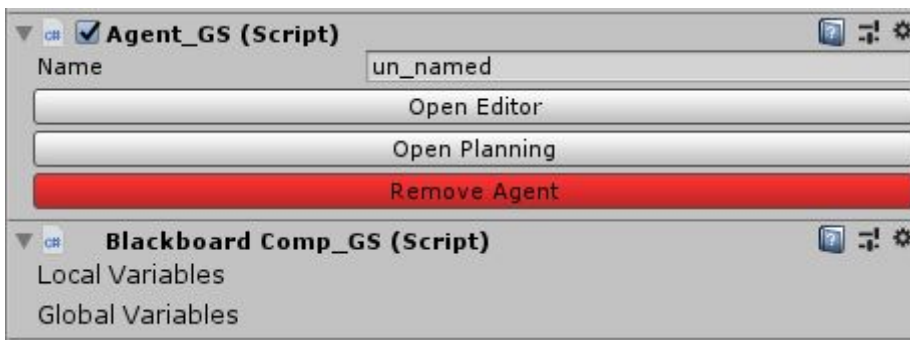 Agent_GS (Script)
Name un_named
Open Editor
Open Planning
Remove Agent
Blackboard Comp_GS (Script)
Local Variables
Global Variables